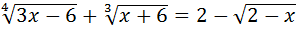 ∜(3x − 6) + ∛(x + 6) = 2 − √(2 − x)